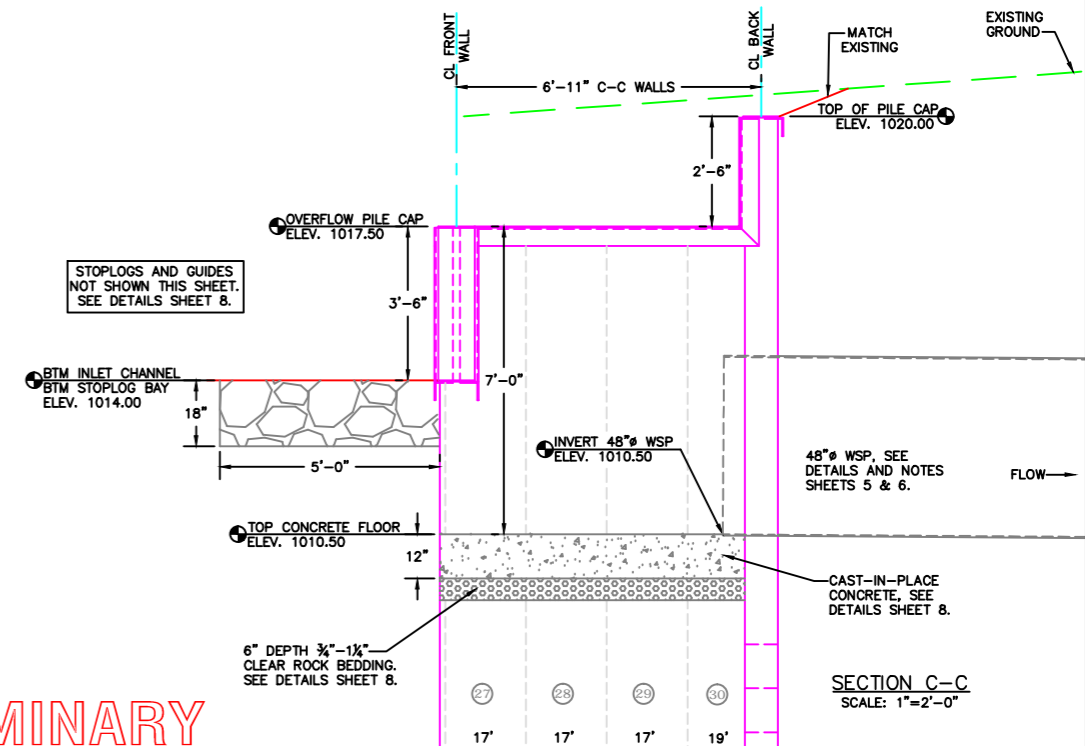 CL FRONT
WALL
CL BACK
WALL
6'-11" C-C WALLS
MATCH
EXISTING
EXISTING
GROUND
TOP OF PILE CAP
ELEV. 1020.00
2'-6"
OVERFLOW PILE CAP
ELEV. 1017.50
STOPLOGS AND GUIDES
NOT SHOWN THIS SHEET.
SEE DETAILS SHEET 8.
3'-6"
7'-0"
BTM INLET CHANNEL
BTM STOPLOG BAY
ELEV. 1014.00
18"
5'-0"
INVERT 48"ø WSP
ELEV. 1010.50
48"ø WSP, SEE
DETAILS AND NOTES
SHEETS 5 & 6.
FLOW
TOP CONCRETE FLOOR
ELEV. 1010.50
12"
CAST-IN-PLACE
CONCRETE, SEE
DETAILS SHEET 8.
6" DEPTH ¾"-1¼"
CLEAR ROCK BEDDING.
SEE DETAILS SHEET 8.
27 28 29 30
17' 17' 17' 19'
SECTION C-C
SCALE: 1"=2'-0"
MINARY